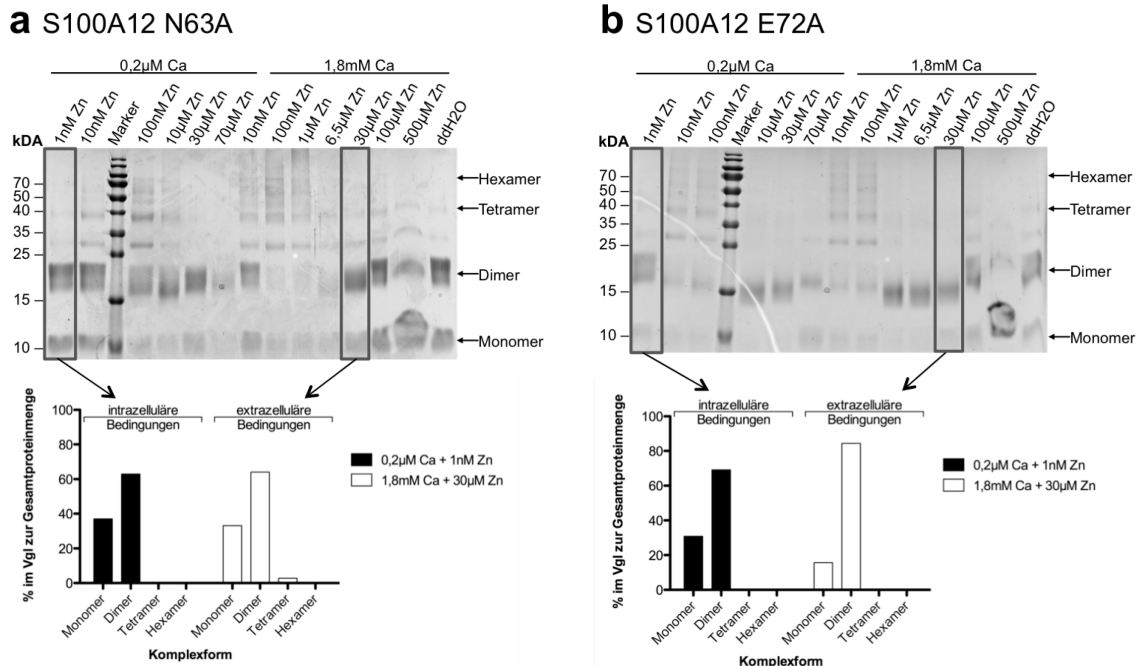 a S100A12 N63A
0,2µM Ca 1,8mM Ca
1nM Zn
10nM Zn
Marker
100nM Zn
10µM Zn
30µM Zn
70µM Zn
10nM Zn
100nM Zn
1µM Zn
6,5µM Zn
30µM Zn
100µM Zn
500µM Zn
ddH2O
kDA
70
50
40
35
25
15
10
Hexamer
Tetramer
Dimer
Monomer
intrazelluläre
Bedingungen
extrazelluläre
Bedingungen
% im Vgl zur Gesamtproteinmenge
100
80
60
40
20
0
Monomer
Dimer
Tetramer
Hexamer
Monomer
Dimer
Tetramer
Hexamer
Komplexform
0,2µM Ca + 1nM Zn
1,8mM Ca + 30µM Zn
b S100A12 E72A
0,2µM Ca 1,8mM Ca
1nM Zn
10nM Zn
100nM Zn
Marker
10µM Zn
30µM Zn
70µM Zn
10nM Zn
100nM Zn
1µM Zn
6,5µM Zn
30µM Zn
100µM Zn
500µM Zn
ddH2O
kDA
70
50
40
35
25
15
10
Hexamer
Tetramer
Dimer
Monomer
intrazelluläre
Bedingungen
extrazelluläre
Bedingungen
% im Vgl zur Gesamtproteinmenge
100
80
60
40
20
0
Monomer
Dimer
Tetramer
Hexamer
Monomer
Dimer
Tetramer
Hexamer
Komplexform
0,2µM Ca + 1nM Zn
1,8mM Ca + 30µM Zn